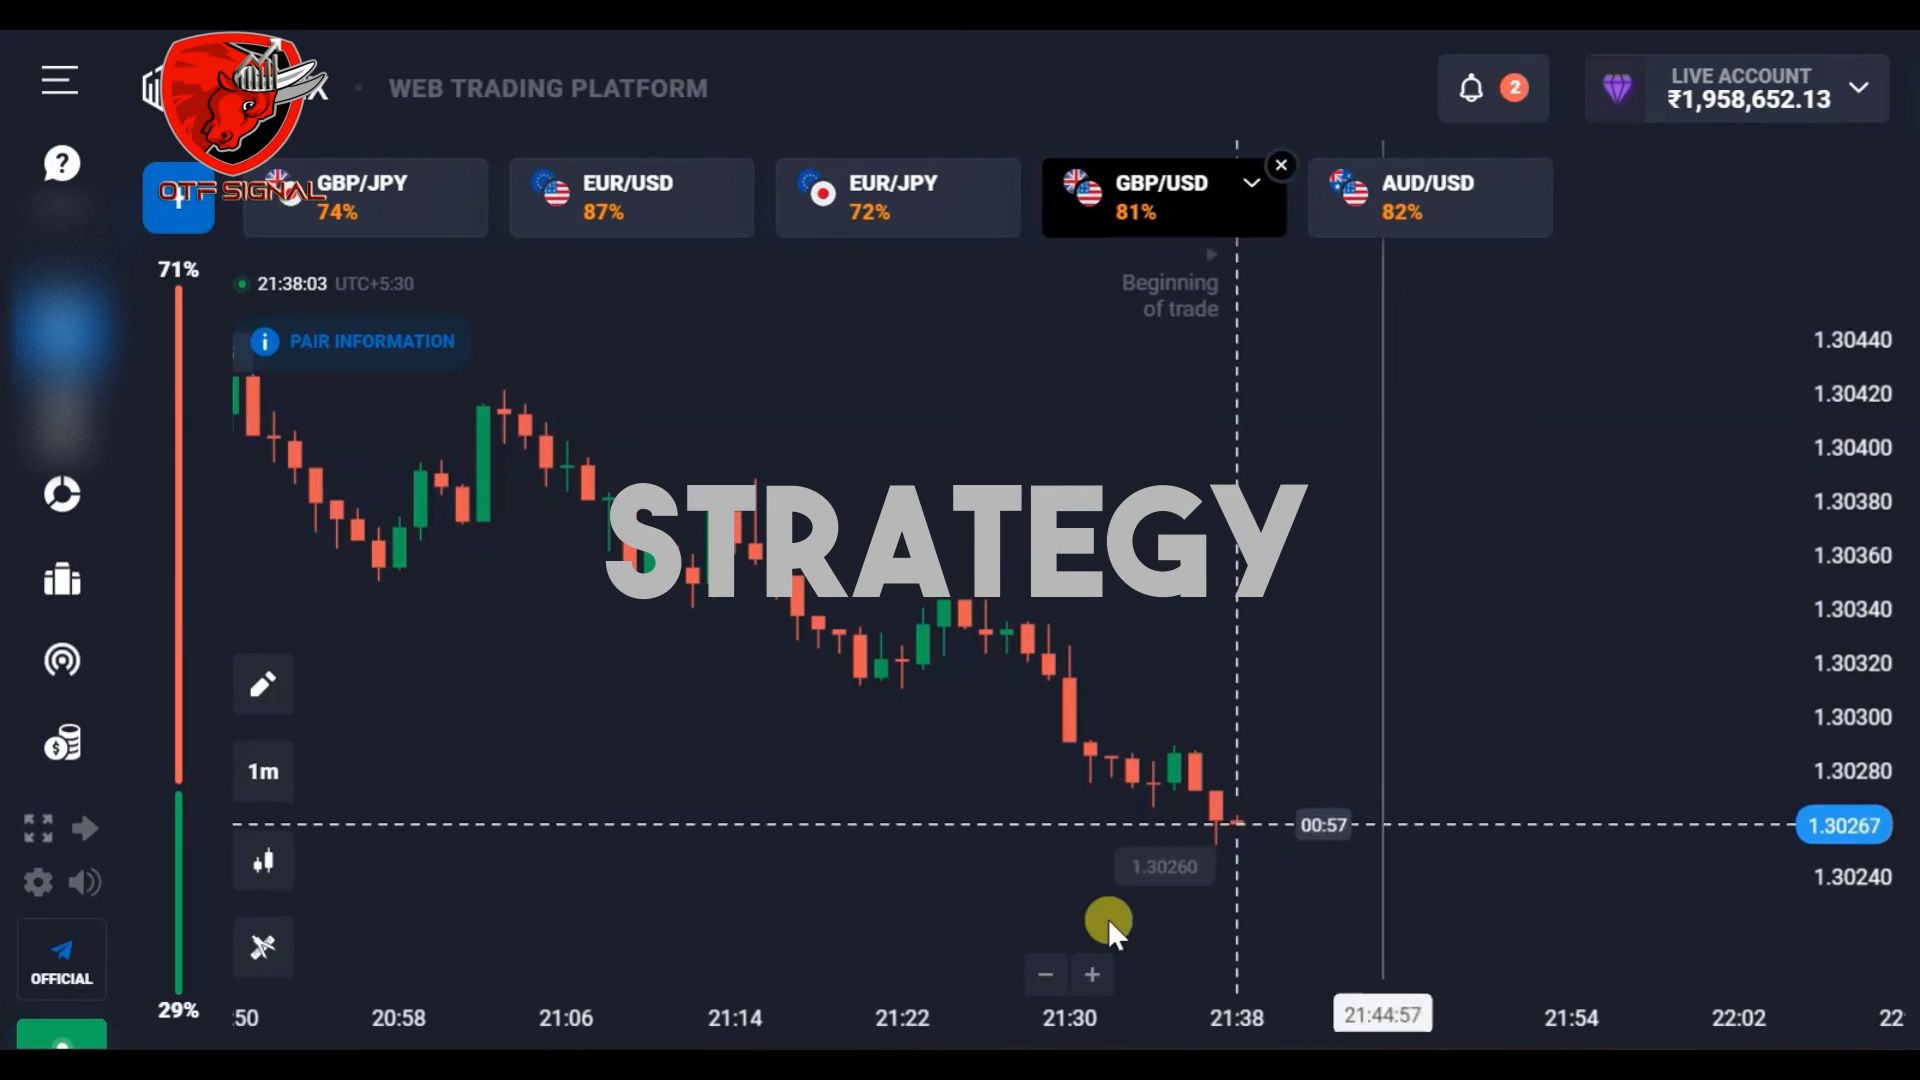 WEB TRADING PLATFORM
2
LIVE ACCOUNT
₹1,958,652.13
OTF SIGNAL
GBP/JPY
74%
EUR/USD
87%
EUR/JPY
72%
GBP/USD
81%
AUD/USD
82%
71%
21:38:03 UTC+5:30
Beginning
of trade
PAIR INFORMATION
1.30440
1.30420
1.30400
1.30380
STRATEGY
1.30360
1.30340
1.30320
1.30300
1m
1.30280
00:57
1.30267
1.30260
1.30240
OFFICIAL
29%
:50
20:58
21:06
21:14
21:22
21:30
21:38
21:44:57
21:54
22:02
22